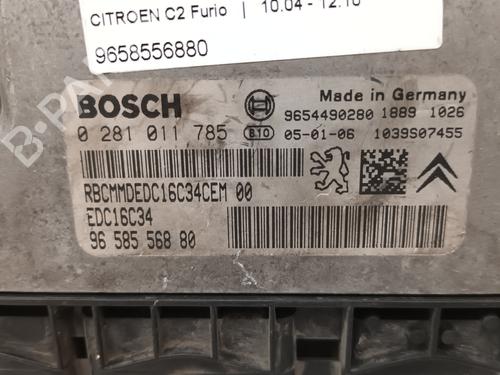 CITROEN C2 Furio | 10.04 - 12.10
9658556880
BOSCH
Made in Germany
9654490280 1889 1026
0 281 011 785 B10 05-01-06 1039S07455
RBCMMDEDC16C34CEM 00
EDC16C34
96 585 568 80